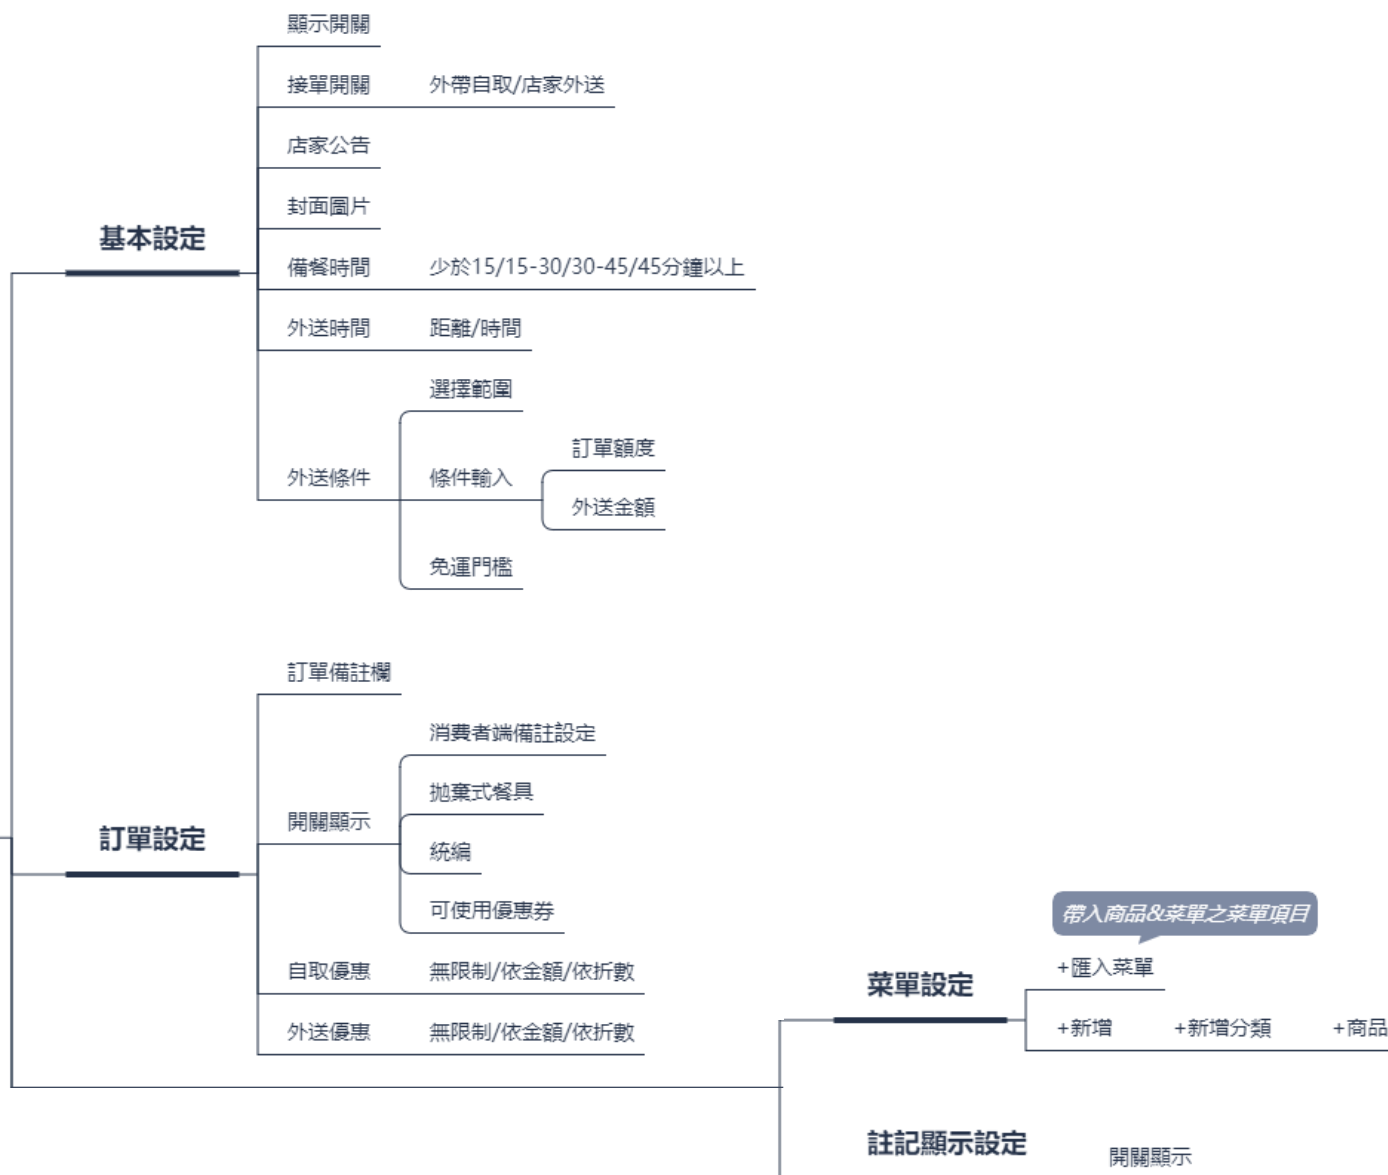 基本設定
顯示開關
接單開關 外帶自取/店家外送
店家公告
封面圖片
備餐時間 少於15/15-30/30-45/45分鐘以上
外送時間 距離/時間
外送條件
選擇範圍
條件輸入
訂單額度
外送金額
免運門檻
訂單設定
訂單備註欄
開關顯示
消費者端備註設定
拋棄式餐具
統編
可使用優惠券
自取優惠 無限制/依金額/依折數
外送優惠 無限制/依金額/依折數
菜單設定
帶入商品&菜單之菜單項目
+匯入菜單
+新增 +新增分類 +商品
註記顯示設定
開關顯示